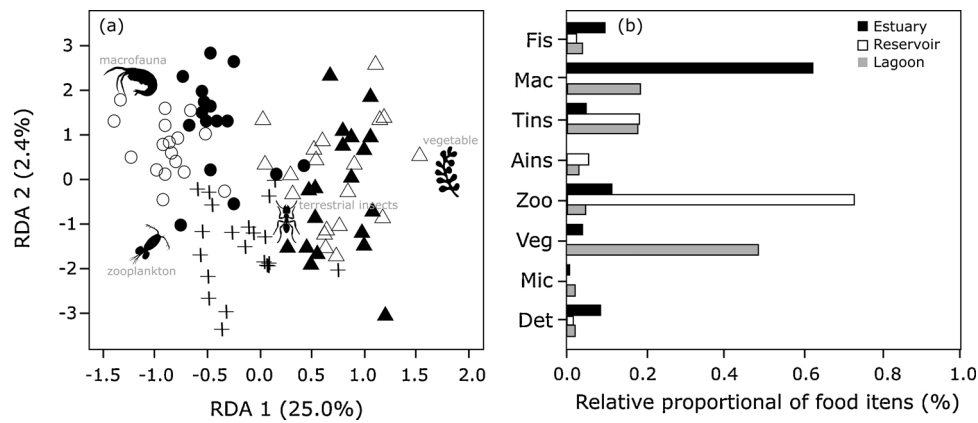 (a)
macrofauna
vegetable
terrestrial insects
zooplankton
RDA 2 (2.4%)
3
2
1
0
-1
-2
-3
-1.5
-1.0
-0.5
0.0
0.5
1.0
1.5
2.0
RDA 1 (25.0%)
(b)
Estuary
Reservoir
Lagoon
Fis
Mac
Tins
Ains
Zoo
Veg
Mic
Det
0.0
0.2
0.4
0.6
0.8
1.0
Relative proportional of food itens (%)